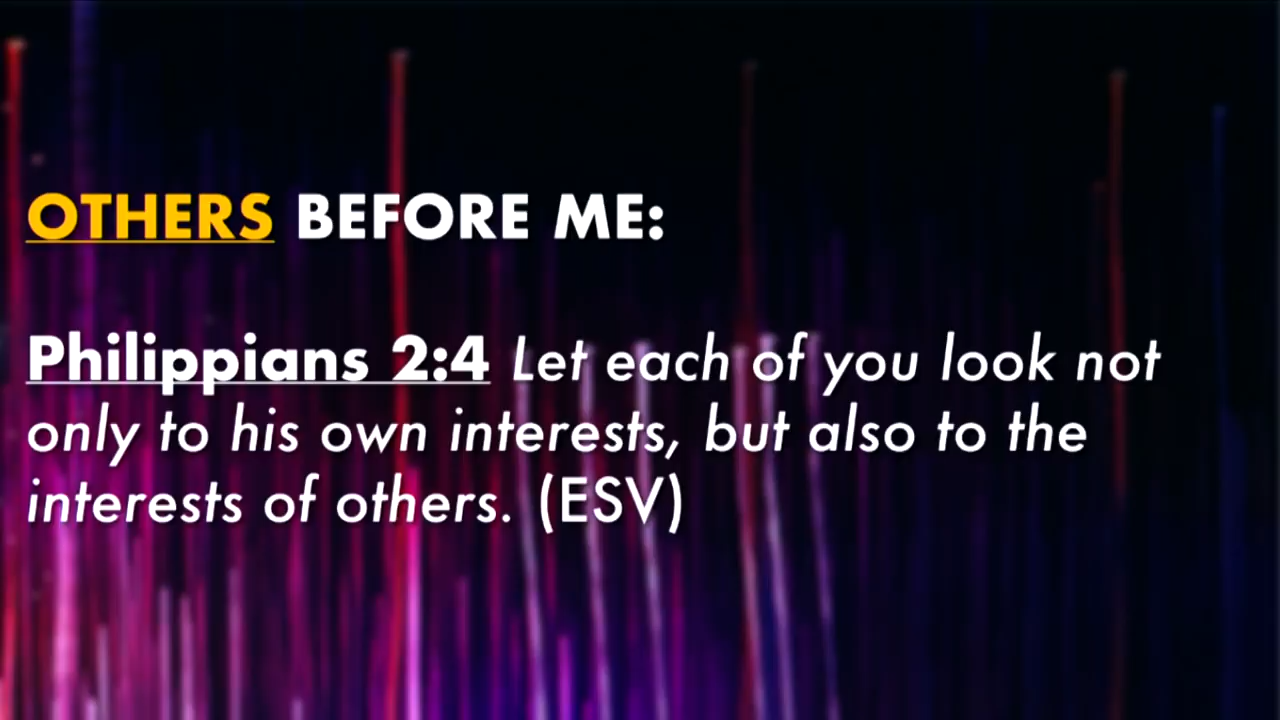 OTHERS BEFORE ME:
Philippians 2:4 Let each of you look not
only to his own interests, but also to the
interests of others. (ESV)